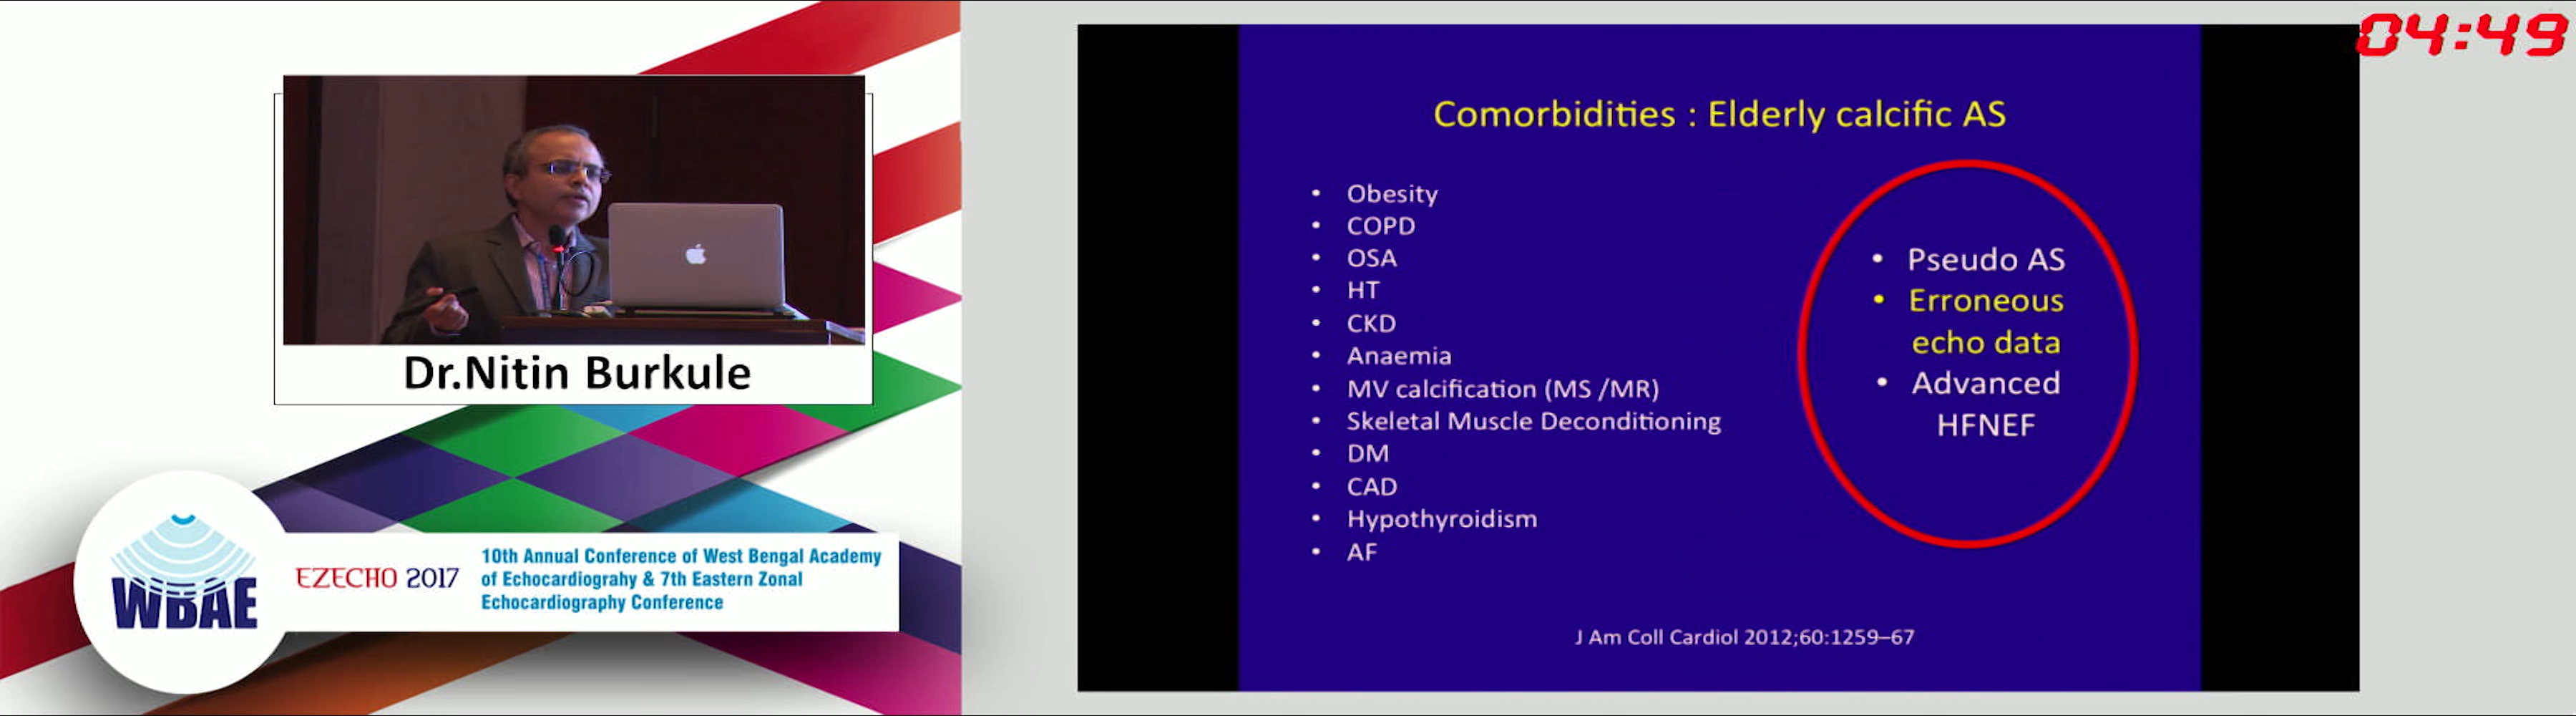 Dr.Nitin Burkule
WBAE
EZECHO 2017
10th Annual Conference of West Bengal Academy
of Echocardiograhy & 7th Eastern Zonal
Echocardiography Conference
04:49
Comorbidities : Elderly calcific AS
• Obesity
• COPD
• OSA
• HT
• CKD
• Anaemia
• MV calcification (MS /MR)
• Skeletal Muscle Deconditioning
• DM
• CAD
• Hypothyroidism
• AF
• Pseudo AS
• Erroneous
echo data
• Advanced
HFNEF
J Am Coll Cardiol 2012;60:1259–67